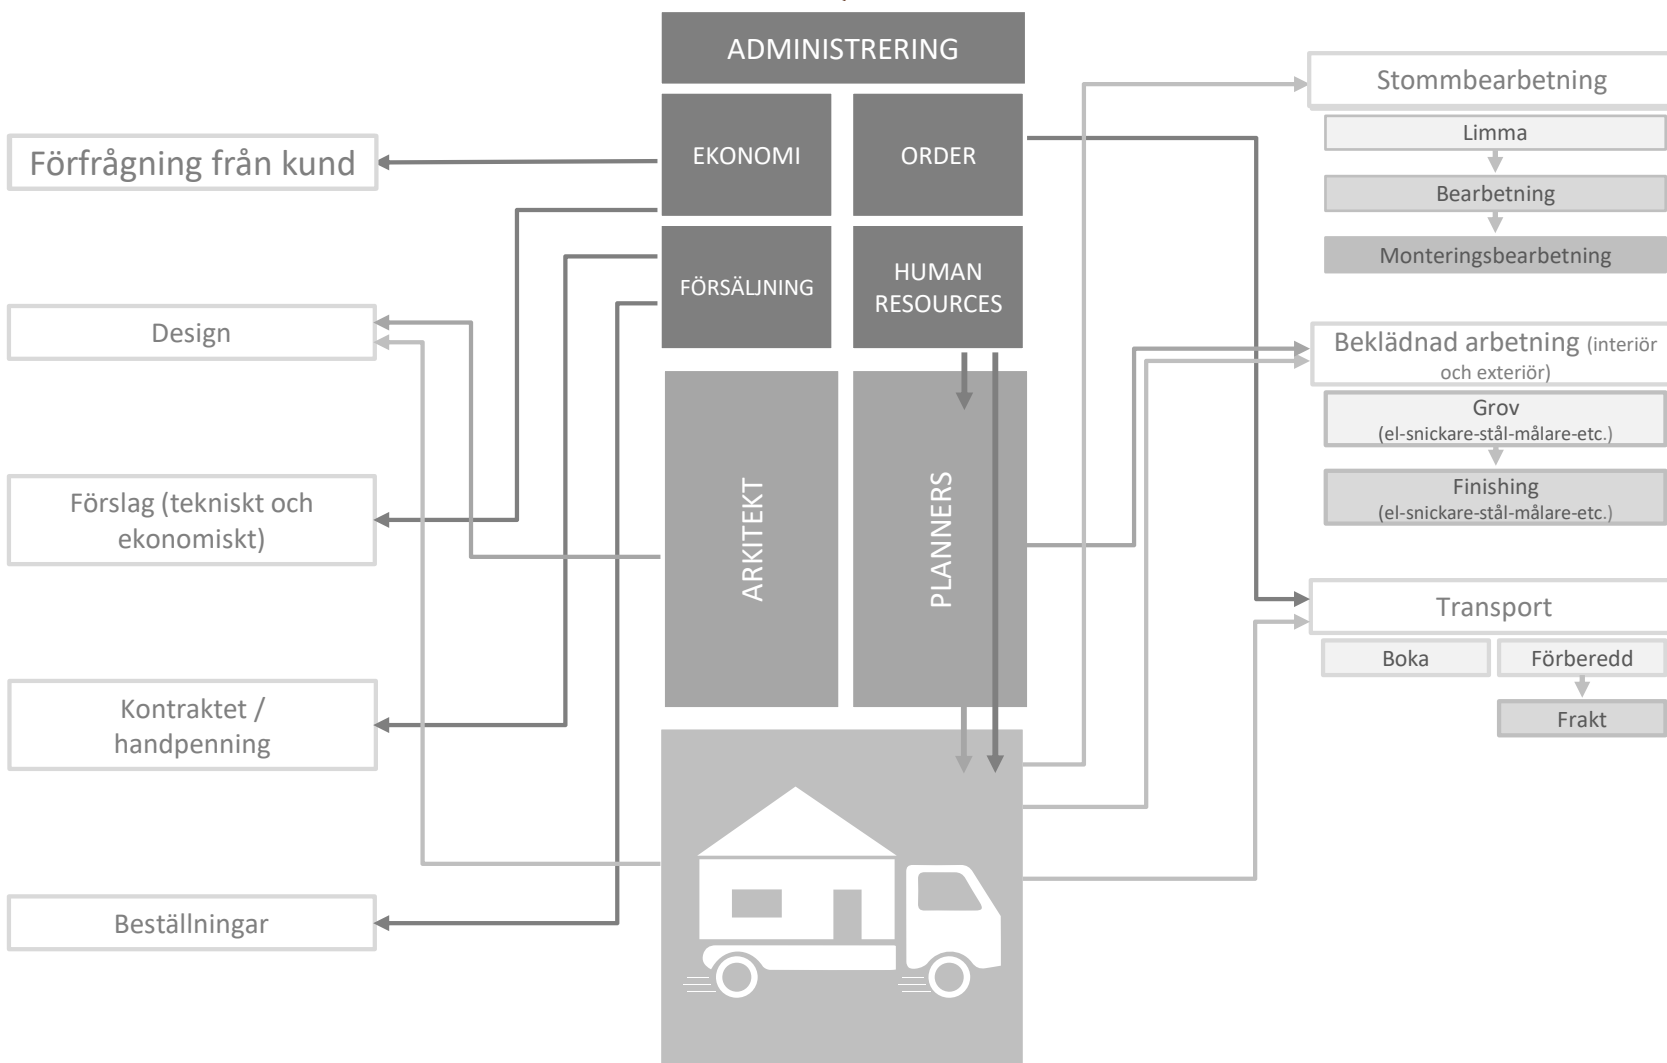 ADMINISTRERING
EKONOMI
ORDER
FÖRSÄLJNING
HUMAN
RESOURCES
ARKITEKT
PLANNERS
Förfrågning från kund
Design
Förslag (tekniskt och
ekonomiskt)
Kontraktet /
handpenning
Beställningar
Stommbearbetning
Limma
Bearbetning
Monteringsbearbetning
Beklädnad arbetning (interiör
och exteriör)
Grov
(el-snickare-stål-målare-etc.)
Finishing
(el-snickare-stål-målare-etc.)
Transport
Boka
Förberedd
Frakt